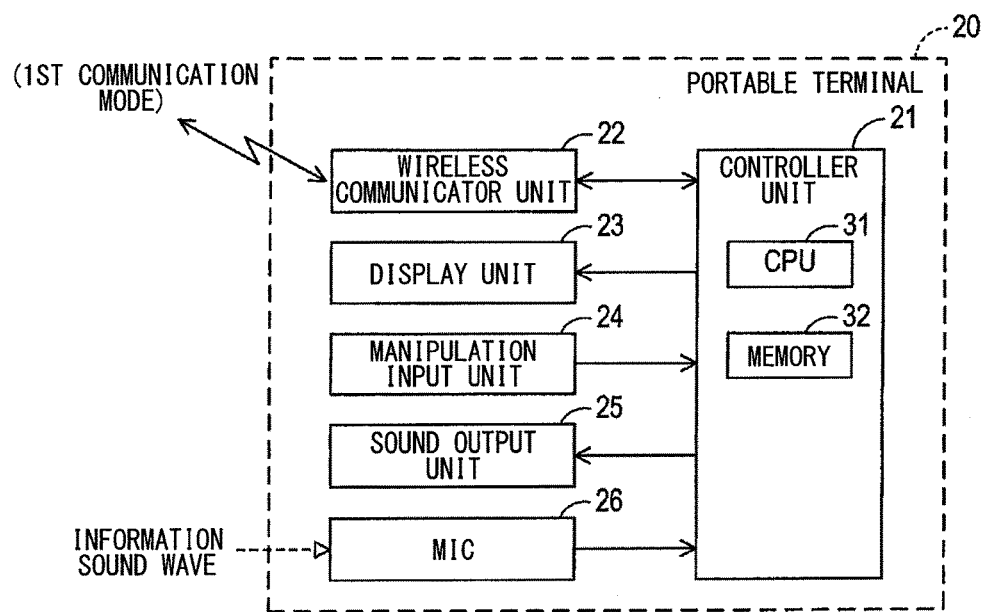 20
(1ST COMMUNICATION
MODE)
PORTABLE TERMINAL
22
21
WIRELESS
COMMUNICATOR UNIT
CONTROLLER
UNIT
23
31
DISPLAY UNIT
CPU
24
32
MANIPULATION
INPUT UNIT
MEMORY
25
SOUND OUTPUT
UNIT
26
INFORMATION
SOUND WAVE
MIC